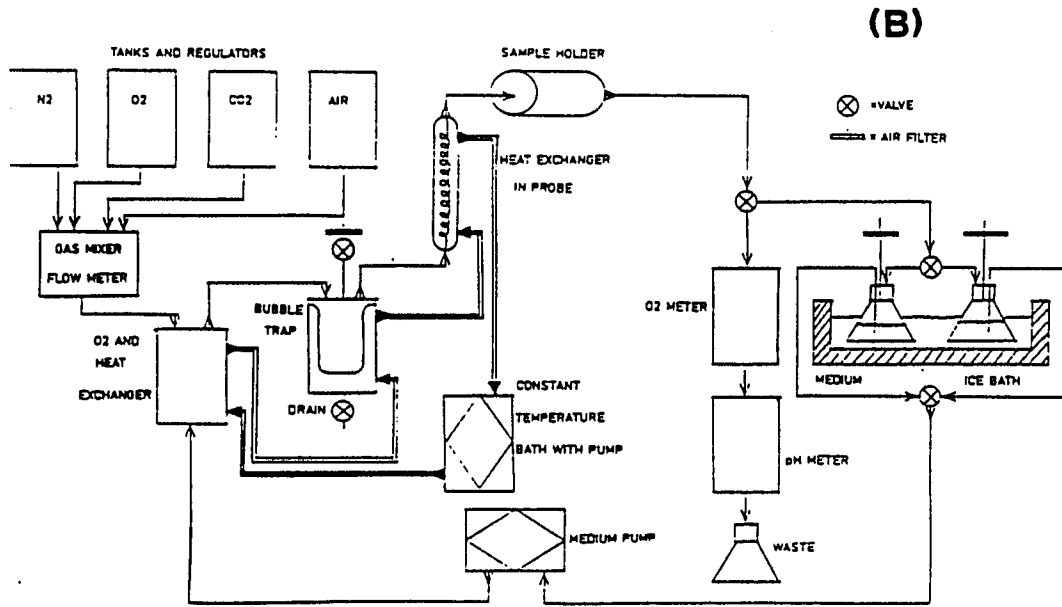 (B)
TANKS AND REGULATORS
SAMPLE HOLDER
N2
O2
CO2
AIR
=VALVE
= AIR FILTER
HEAT EXCHANGER
IN PROBE
GAS MIXER
FLOW METER
BUBBLE
TRAP
O2 METER
O2 AND
HEAT
EXCHANGER
MEDIUM
ICE BATH
CONSTANT
TEMPERATURE
BATH WITH PUMP
DRAIN
pH METER
MEDIUM PUMP
WASTE